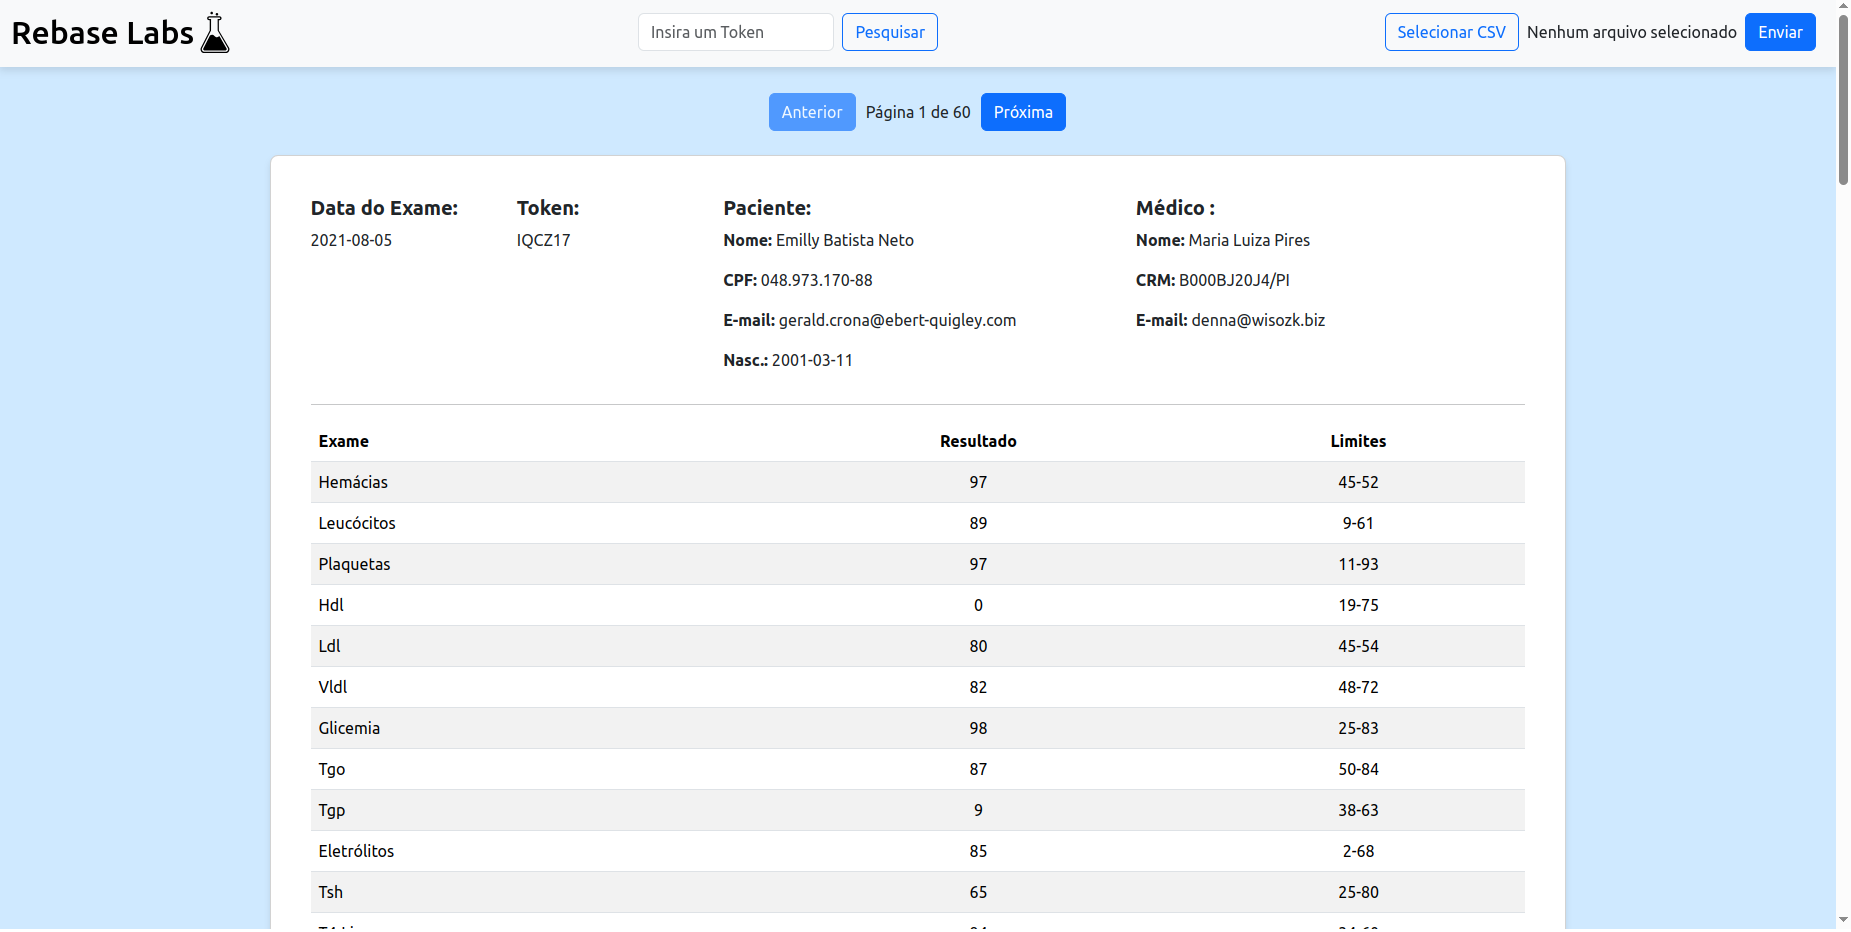 Rebase Labs
Insira um Token
Pesquisar
Selecionar CSV
Nenhum arquivo selecionado
Enviar
Anterior
Página 1 de 60
Próxima
Data do Exame:
2021-08-05
Token:
IQCZ17
Paciente:
Nome: Emilly Batista Neto
CPF: 048.973.170-88
E-mail: gerald.crona@ebert-quigley.com
Nasc.: 2001-03-11
Médico :
Nome: Maria Luiza Pires
CRM: B000BJ20J4/PI
E-mail: denna@wisozk.biz
Exame Resultado Limites
Hemácias 97 45-52
Leucócitos 89 9-61
Plaquetas 97 11-93
Hdl 0 19-75
Ldl 80 45-54
Vldl 82 48-72
Glicemia 98 25-83
Tgo 87 50-84
Tgp 9 38-63
Eletrólitos 85 2-68
Tsh 65 25-80